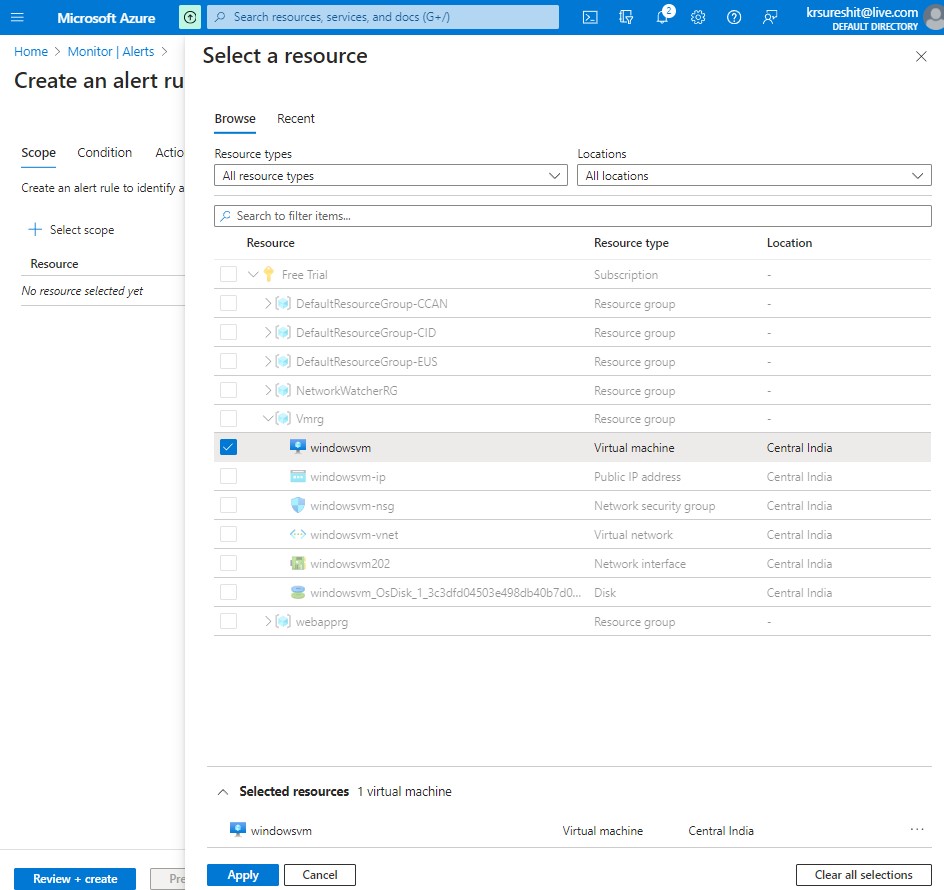 Microsoft Azure
Search resources, services, and docs (G+/)
2
krsureshit@live.com
DEFAULT DIRECTORY
Home > Monitor | Alerts >
Create an alert ru
Scope Condition Actio
Create an alert rule to identify a
+ Select scope
Resource
No resource selected yet
Select a resource
Browse Recent
Resource types Locations
All resource types All locations
Search to filter items...
Resource Resource type Location
Free Trial Subscription -
DefaultResourceGroup-CCAN Resource group -
DefaultResourceGroup-CID Resource group -
DefaultResourceGroup-EUS Resource group -
NetworkWatcherRG Resource group -
Vmrg Resource group -
windowsvm Virtual machine Central India
windowsvm-ip Public IP address Central India
windowsvm-nsg Network security group Central India
windowsvm-vnet Virtual network Central India
windowsvm202 Network interface Central India
windowsvm_OsDisk_1_3c3dfd04503e498db40b7d0... Disk Central India
webapprg Resource group -
Selected resources 1 virtual machine
windowsvm Virtual machine Central India ...
Review + create Pre
Apply Cancel Clear all selections